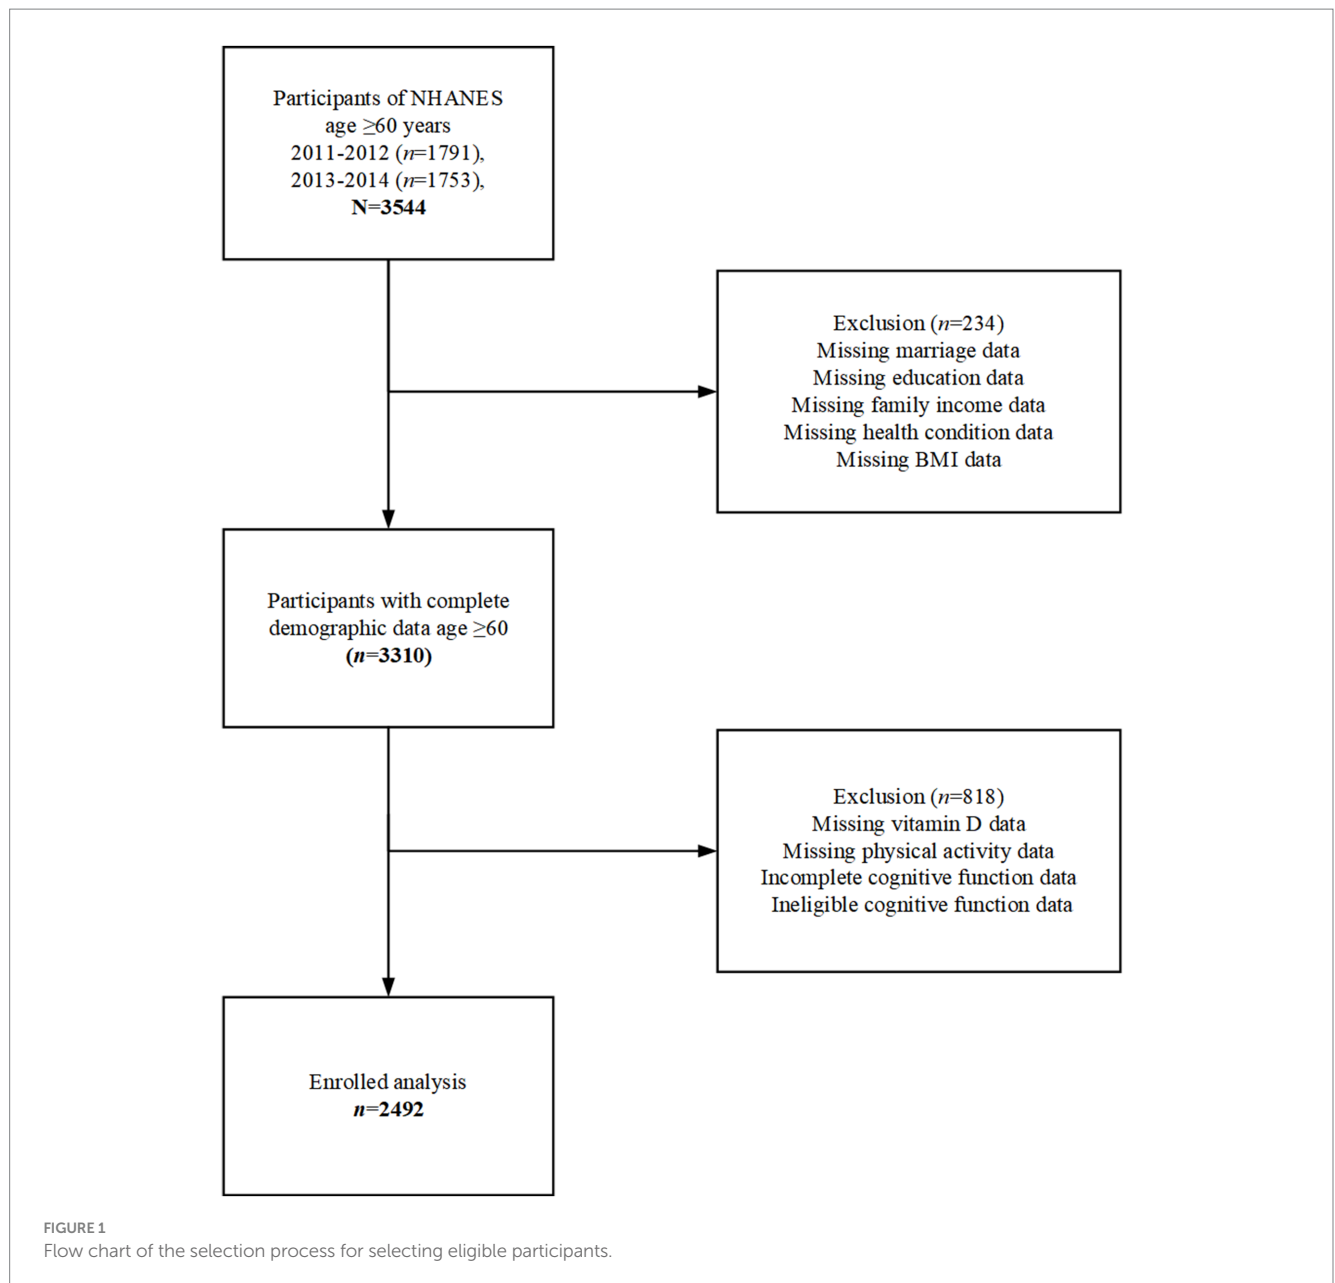 Participants of NHANES
age ≥60 years
2011-2012 (n=1791),
2013-2014 (n=1753),
N=3544
Exclusion (n=234)
Missing marriage data
Missing education data
Missing family income data
Missing health condition data
Missing BMI data
Participants with complete
demographic data age ≥60
(n=3310)
Exclusion (n=818)
Missing vitamin D data
Missing physical activity data
Incomplete cognitive function data
Ineligible cognitive function data
Enrolled analysis
n=2492
FIGURE 1
Flow chart of the selection process for selecting eligible participants.